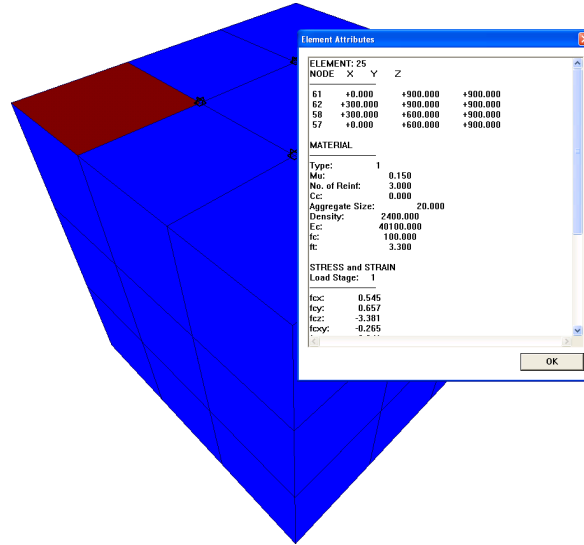 Element Attributes
ELEMENT: 25
NODE X Y Z
61 +0.000 +900.000 +900.000
62 +300.000 +900.000 +900.000
58 +300.000 +600.000 +900.000
57 +0.000 +600.000 +900.000
MATERIAL
Type: 1
Mu: 0.150
No. of Reinf: 3.000
Cc: 0.000
Aggregate Size: 20.000
Density: 2400.000
Ec: 40100.000
fc: 100.000
ft: 3.300
STRESS and STRAIN
Load Stage: 1
fcx: 0.545
fcy: 0.657
fcz: -3.381
fcxy: -0.265
OK